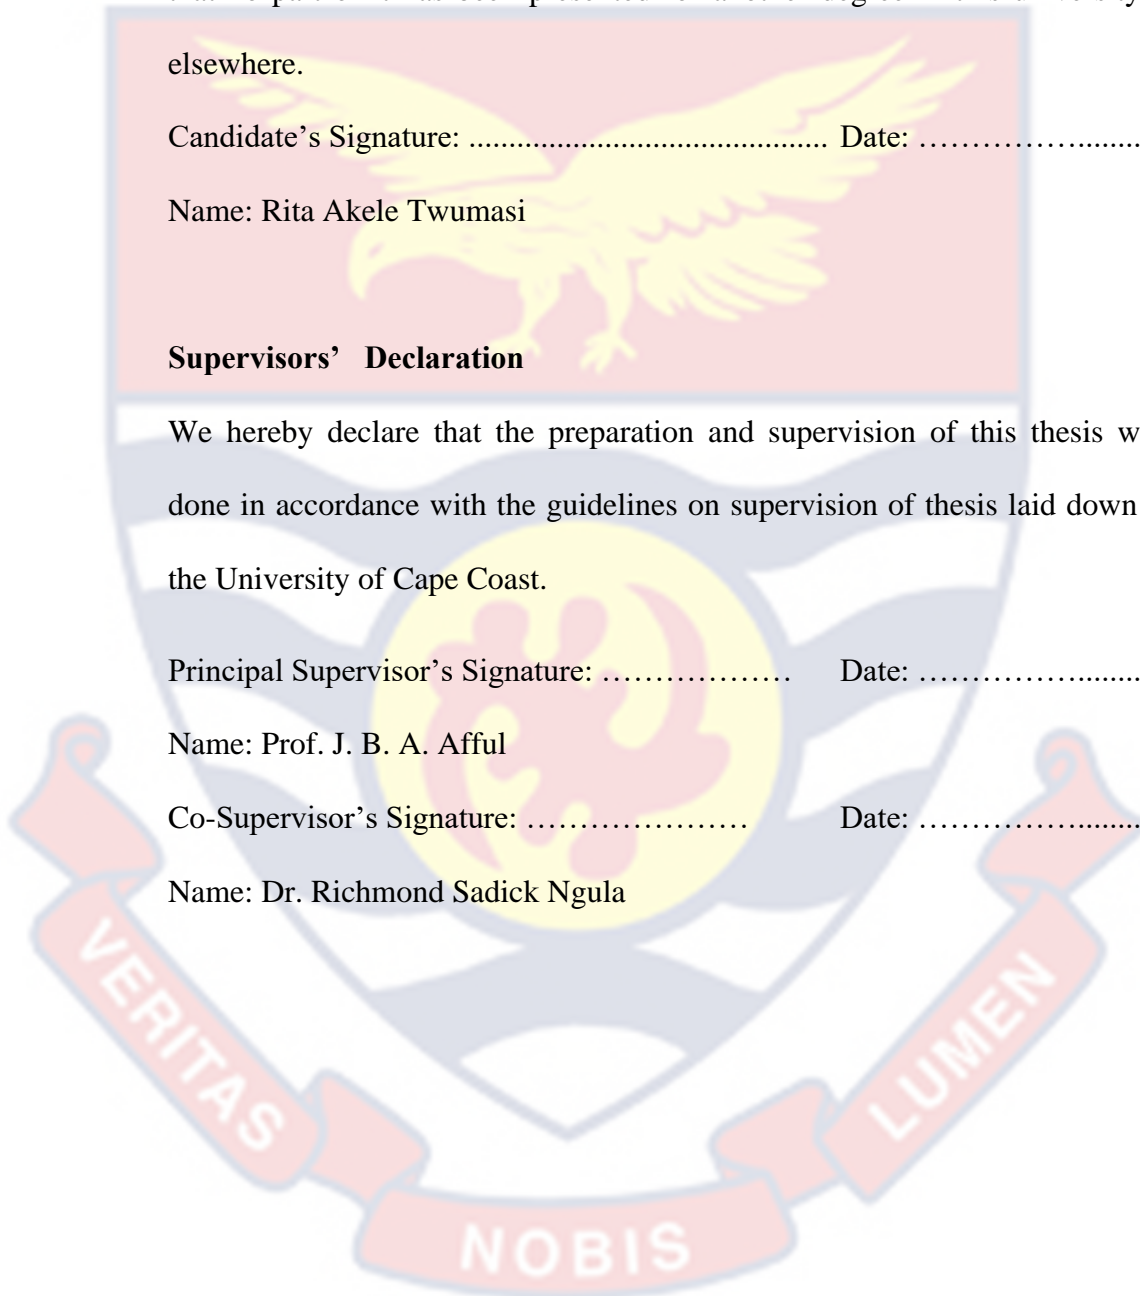 elsewhere.
Candidate's Signature: ............................................. Date: ……………........
Name: Rita Akele Twumasi
Supervisors' Declaration
We hereby declare that the preparation and supervision of this thesis w
done in accordance with the guidelines on supervision of thesis laid down
the University of Cape Coast.
Principal Supervisor's Signature: ……………… Date: ……………........
Name: Prof. J. B. A. Afful
Co-Supervisor's Signature: ………………… Date: ……………........
Name: Dr. Richmond Sadick Ngula
VERITAS
NOBIS
LUMEN